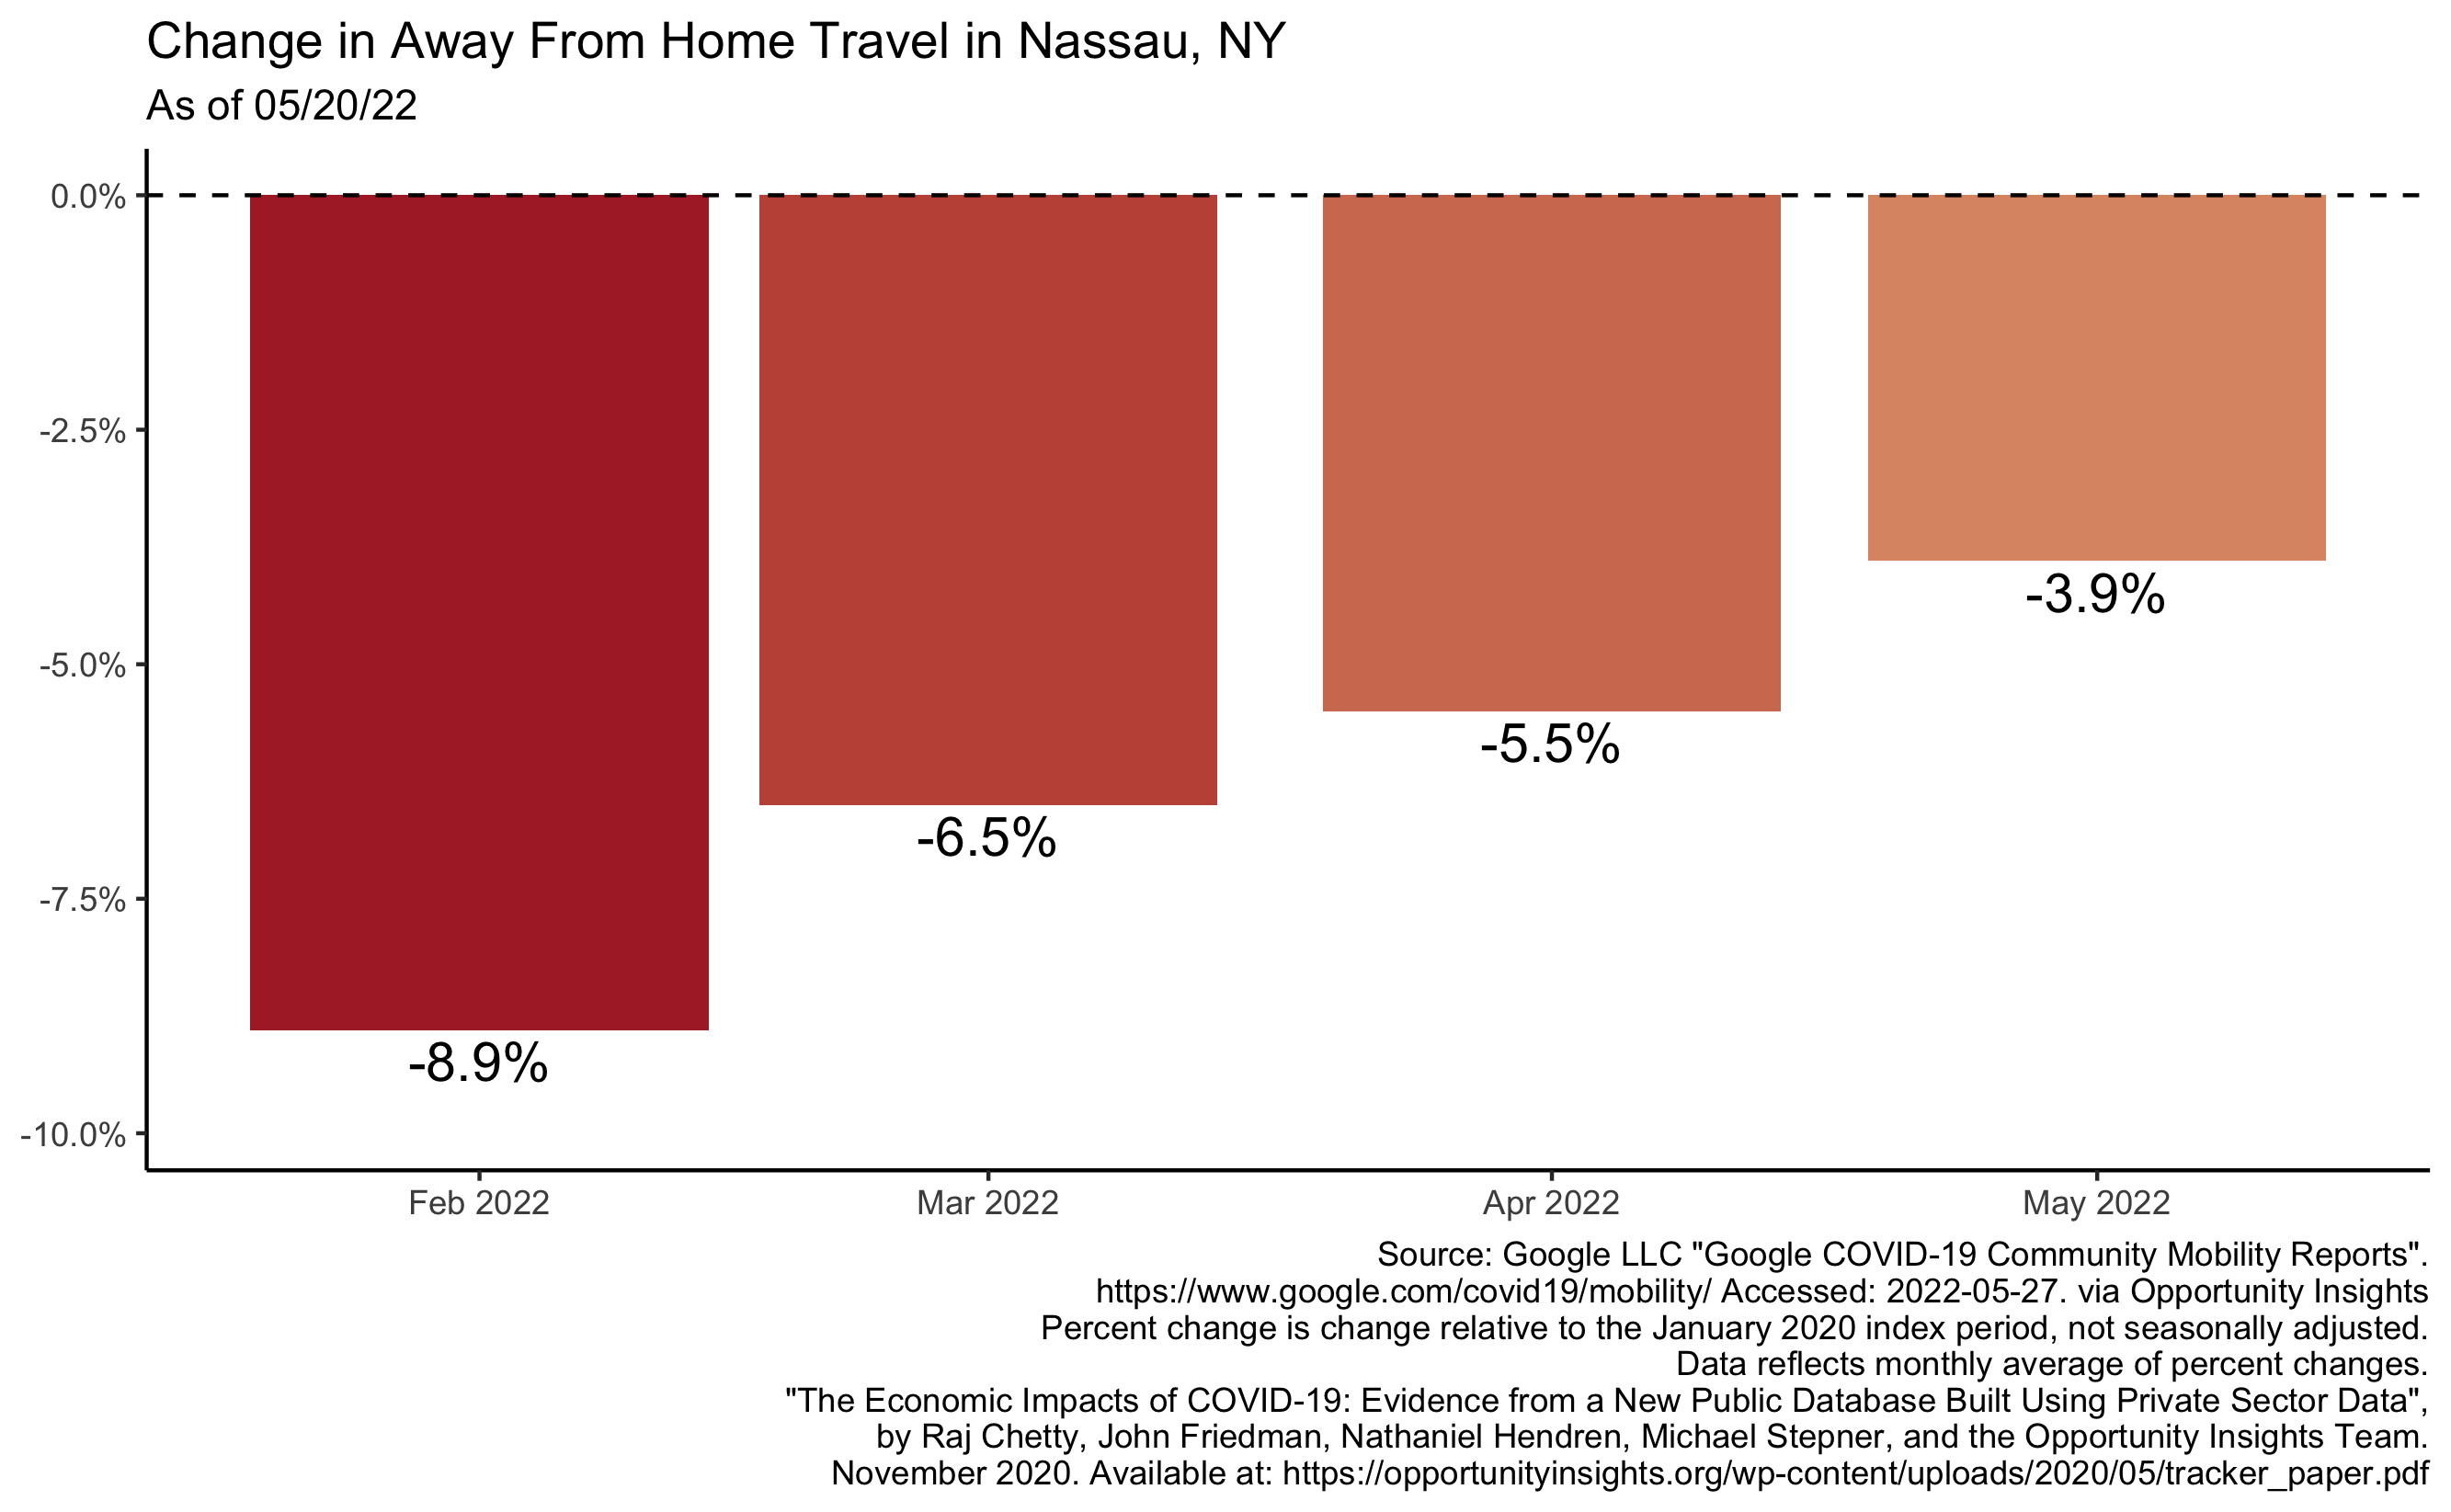 Change in Away From Home Travel in Nassau, NY
As of 05/20/22
0.0%
-2.5%
-5.0%
-7.5%
-10.0%
-8.9%
-6.5%
-5.5%
-3.9%
Feb 2022
Mar 2022
Apr 2022
May 2022
Source: Google LLC "Google COVID-19 Community Mobility Reports".
https://www.google.com/covid19/mobility/ Accessed: 2022-05-27. via Opportunity Insights
Percent change is change relative to the January 2020 index period, not seasonally adjusted.
Data reflects monthly average of percent changes.
"The Economic Impacts of COVID-19: Evidence from a New Public Database Built Using Private Sector Data",
by Raj Chetty, John Friedman, Nathaniel Hendren, Michael Stepner, and the Opportunity Insights Team.
November 2020. Available at: https://opportunityinsights.org/wp-content/uploads/2020/05/tracker_paper.pdf